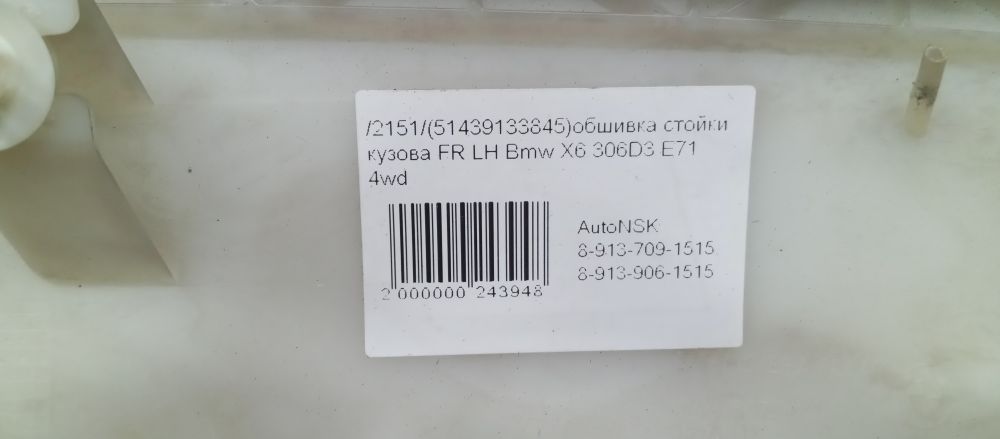 /2151/(51439133845)обшивка стойки
кузова FR LH Bmw X6 306D3 E71
4wd
AutoNSK
8-913-709-1515
8-913-906-1515
2 000000 243948